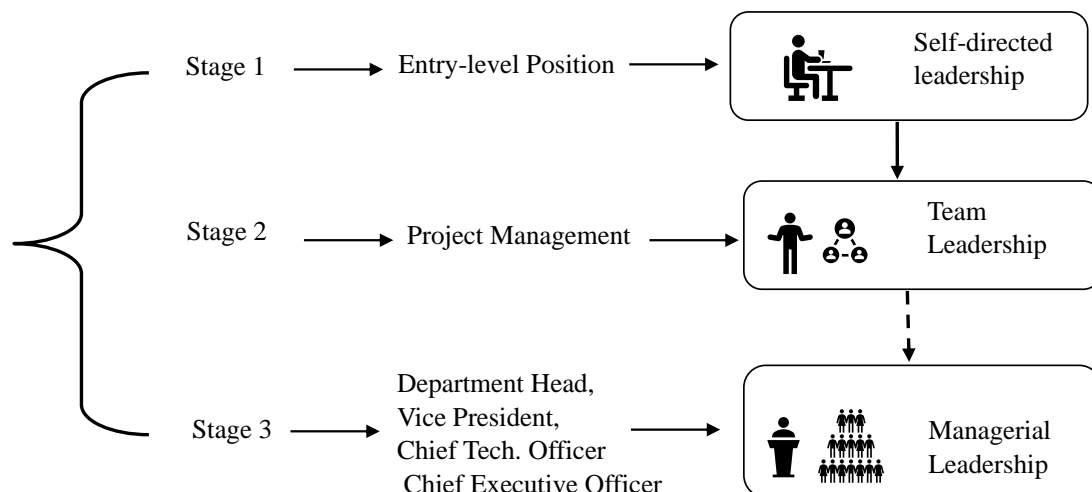 Stage 1
Entry-level Position
Self-directed
leadership
Stage 2
Project Management
Team
Leadership
Stage 3
Department Head,
Vice President,
Chief Tech. Officer
Chief Executive Officer
Managerial
Leadership